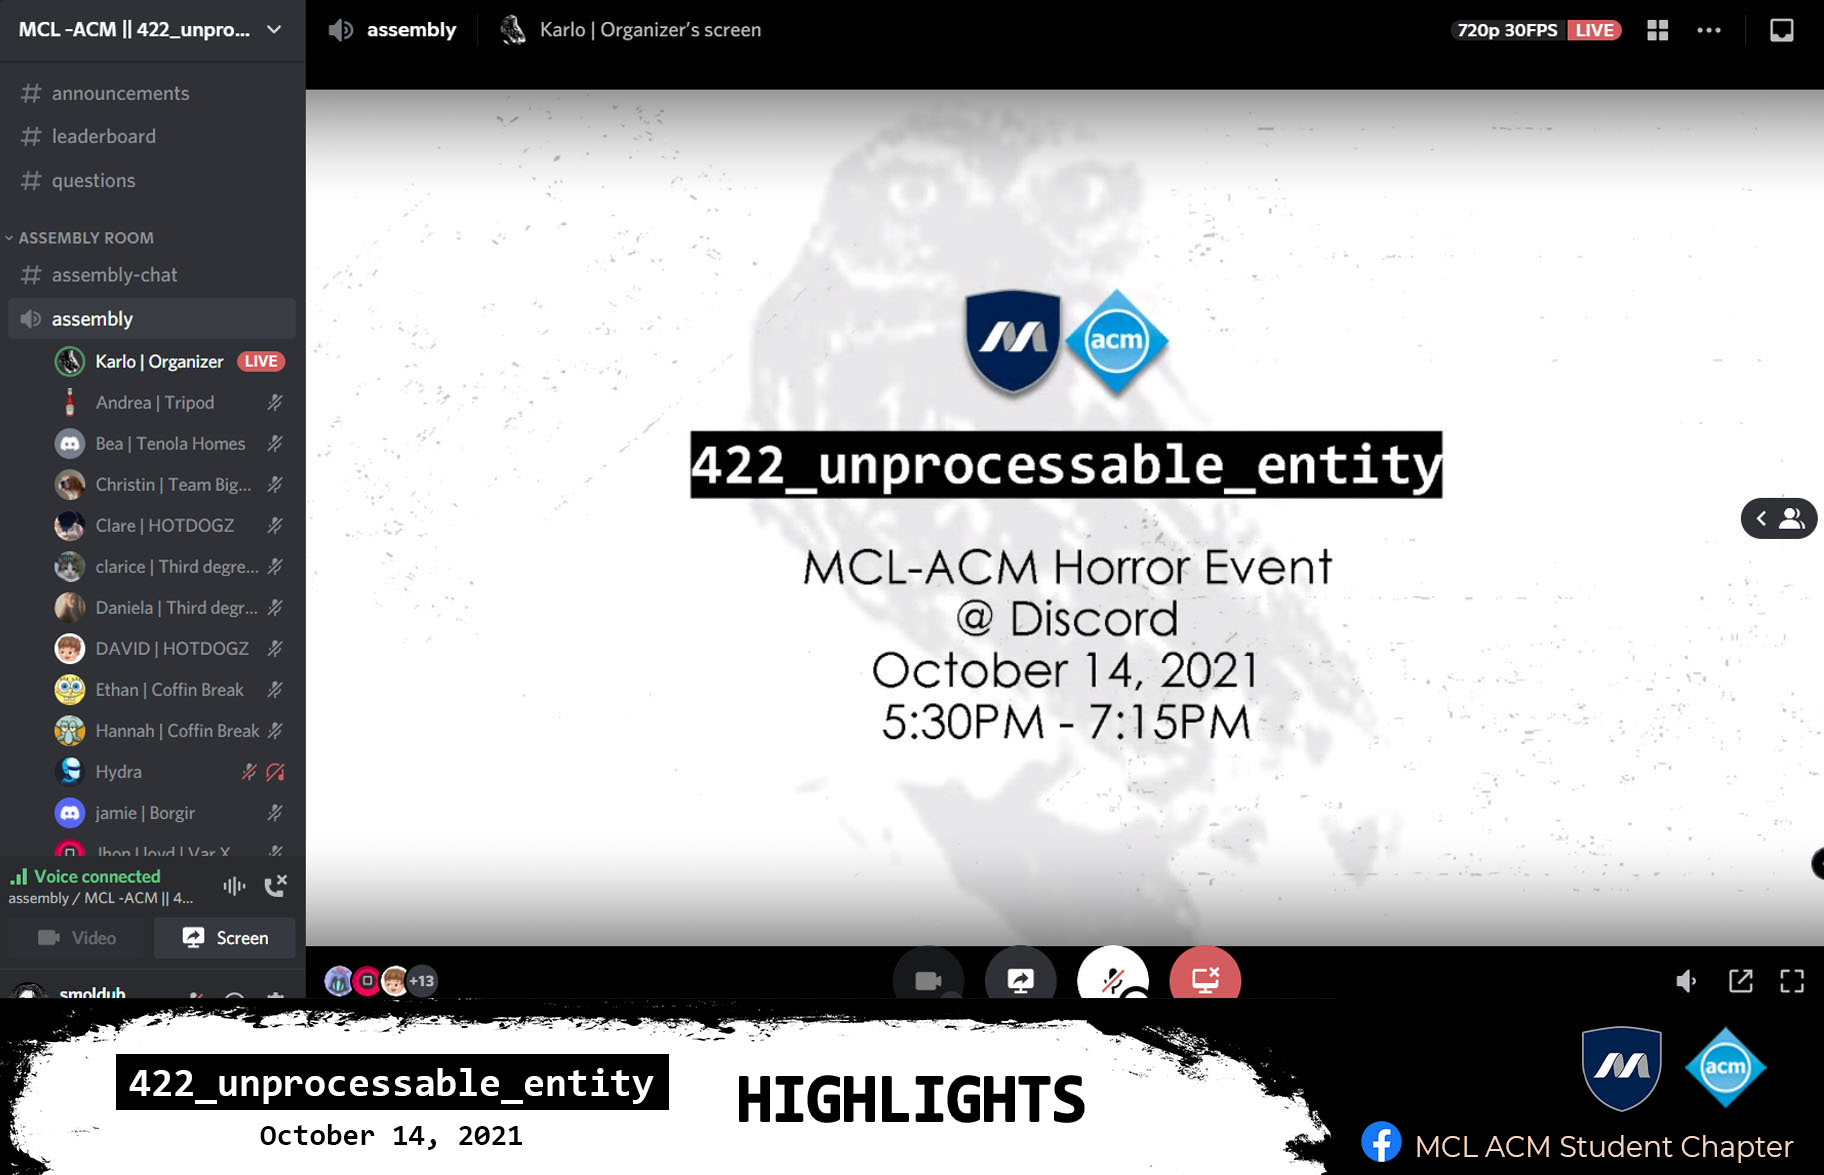 MCL -ACM || 422_unpro...
announcements
leaderboard
questions
ASSEMBLY ROOM
assembly-chat
assembly
Karlo | Organizer LIVE
Andrea | Tripod
Bea | Tenola Homes
Christin | Team Big...
Clare | HOTDOGZ
clarice | Third degre...
Daniela | Third degr...
DAVID | HOTDOGZ
Ethan | Coffin Break
Hannah | Coffin Break
Hydra
jamie | Borgir
Jhon Lloyd | Var X
Voice connected
assembly / MCL -ACM || 4...
Video
Screen
smoldub
assembly
Karlo | Organizer's screen
720p 30FPS LIVE
acm
422_unprocessable_entity
MCL-ACM Horror Event
@ Discord
October 14, 2021
5:30PM - 7:15PM
+13
422_unprocessable_entity
October 14, 2021
HIGHLIGHTS
acm
MCL ACM Student Chapter